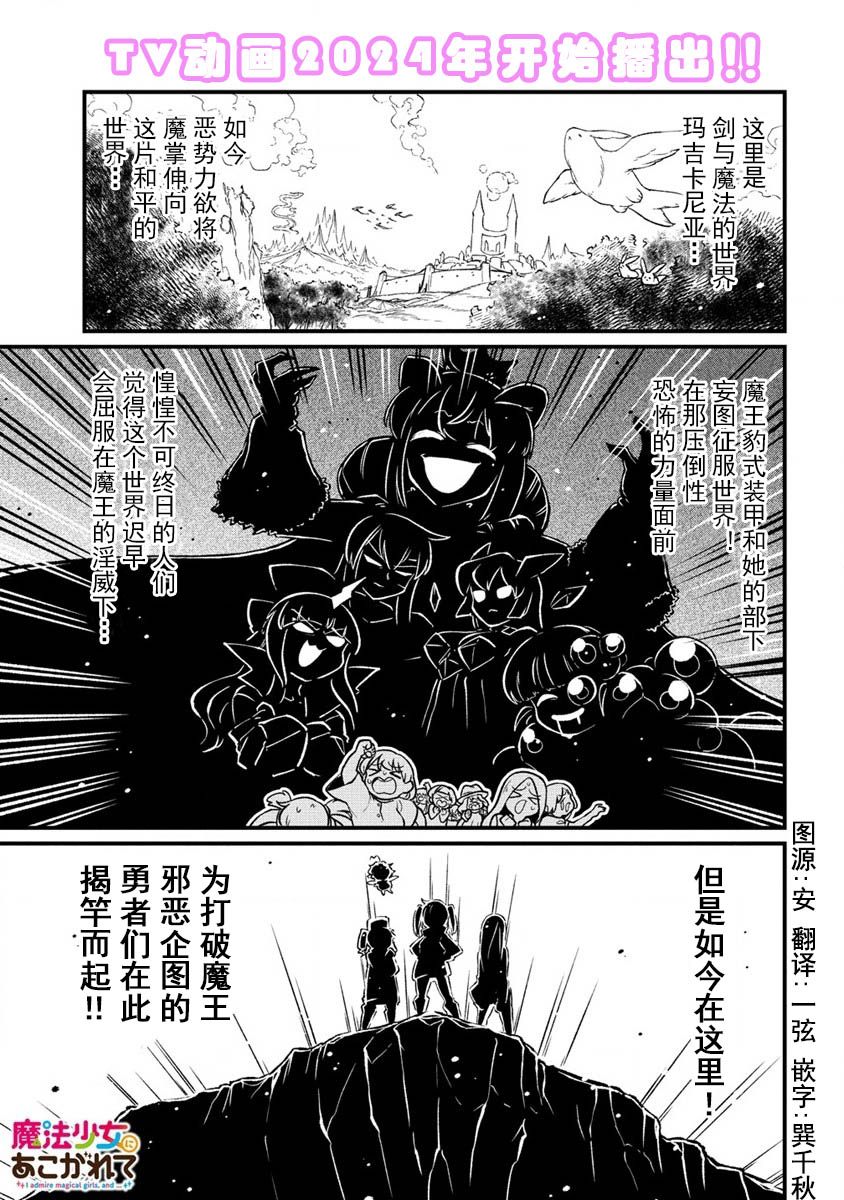 TV动画2024年开始播出!!
这里是
剑与魔法的世界
玛吉卡尼亚…
如今
恶势力欲将
魔掌伸向
这片和平的
世界…
魔王豹式装甲和她的部下
妄图征服世界！
在那压倒性
恐怖的力量面前
惶惶不可终日的人们
觉得这个世界迟早
会屈服在魔王的淫威下…
但是如今在这里！
为打破魔王
邪恶企图的
勇者们在此
揭竿而起!!
图源：安 翻译：一弦 嵌字：巽千秋
魔法少女に
あこがれて
I admire magical girls, and ...